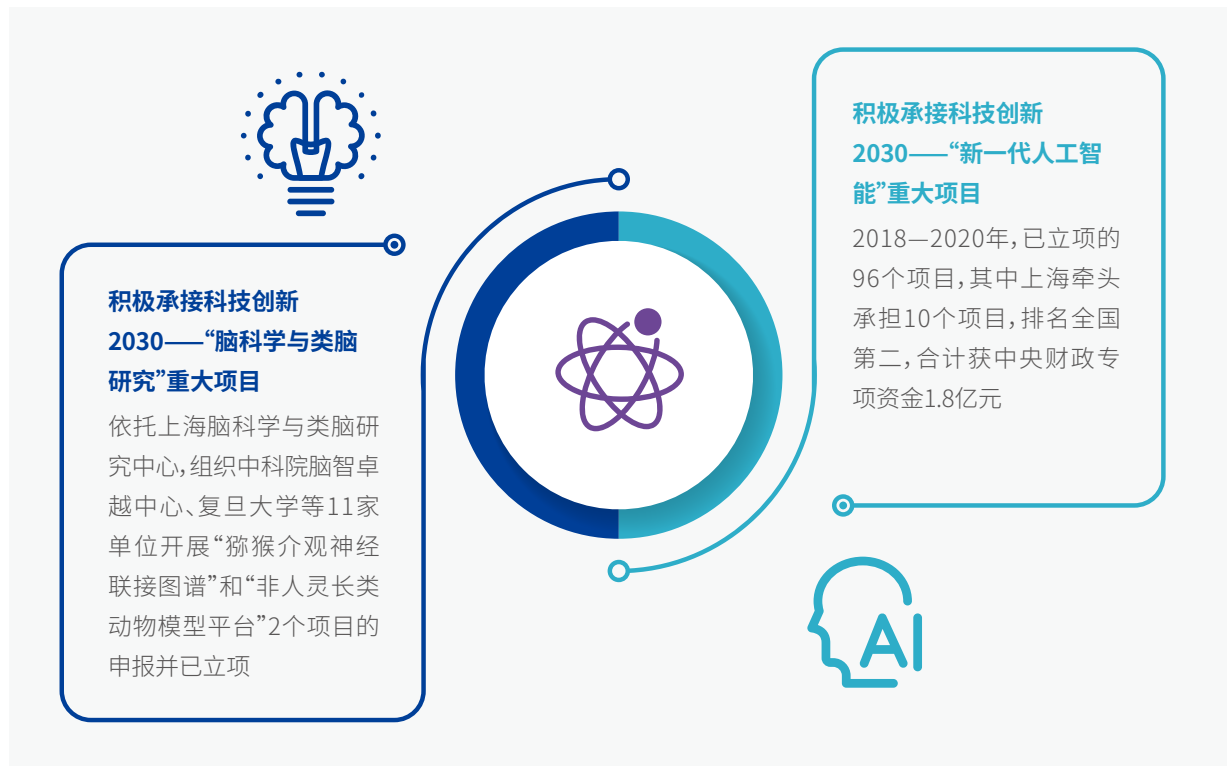 积极承接科技创新
2030——“脑科学与类脑
研究”重大项目
依托上海脑科学与类脑研
究中心,组织中科院脑智卓
越中心、复旦大学等11家
单位开展“猕猴介观神经
联接图谱”和“非人灵长类
动物模型平台”2个项目的
申报并已立项
积极承接科技创新
2030——“新一代人工智
能”重大项目
2018—2020年,已立项的
96个项目,其中上海牵头
承担10个项目,排名全国
第二,合计获中央财政专
项资金1.8亿元
AI